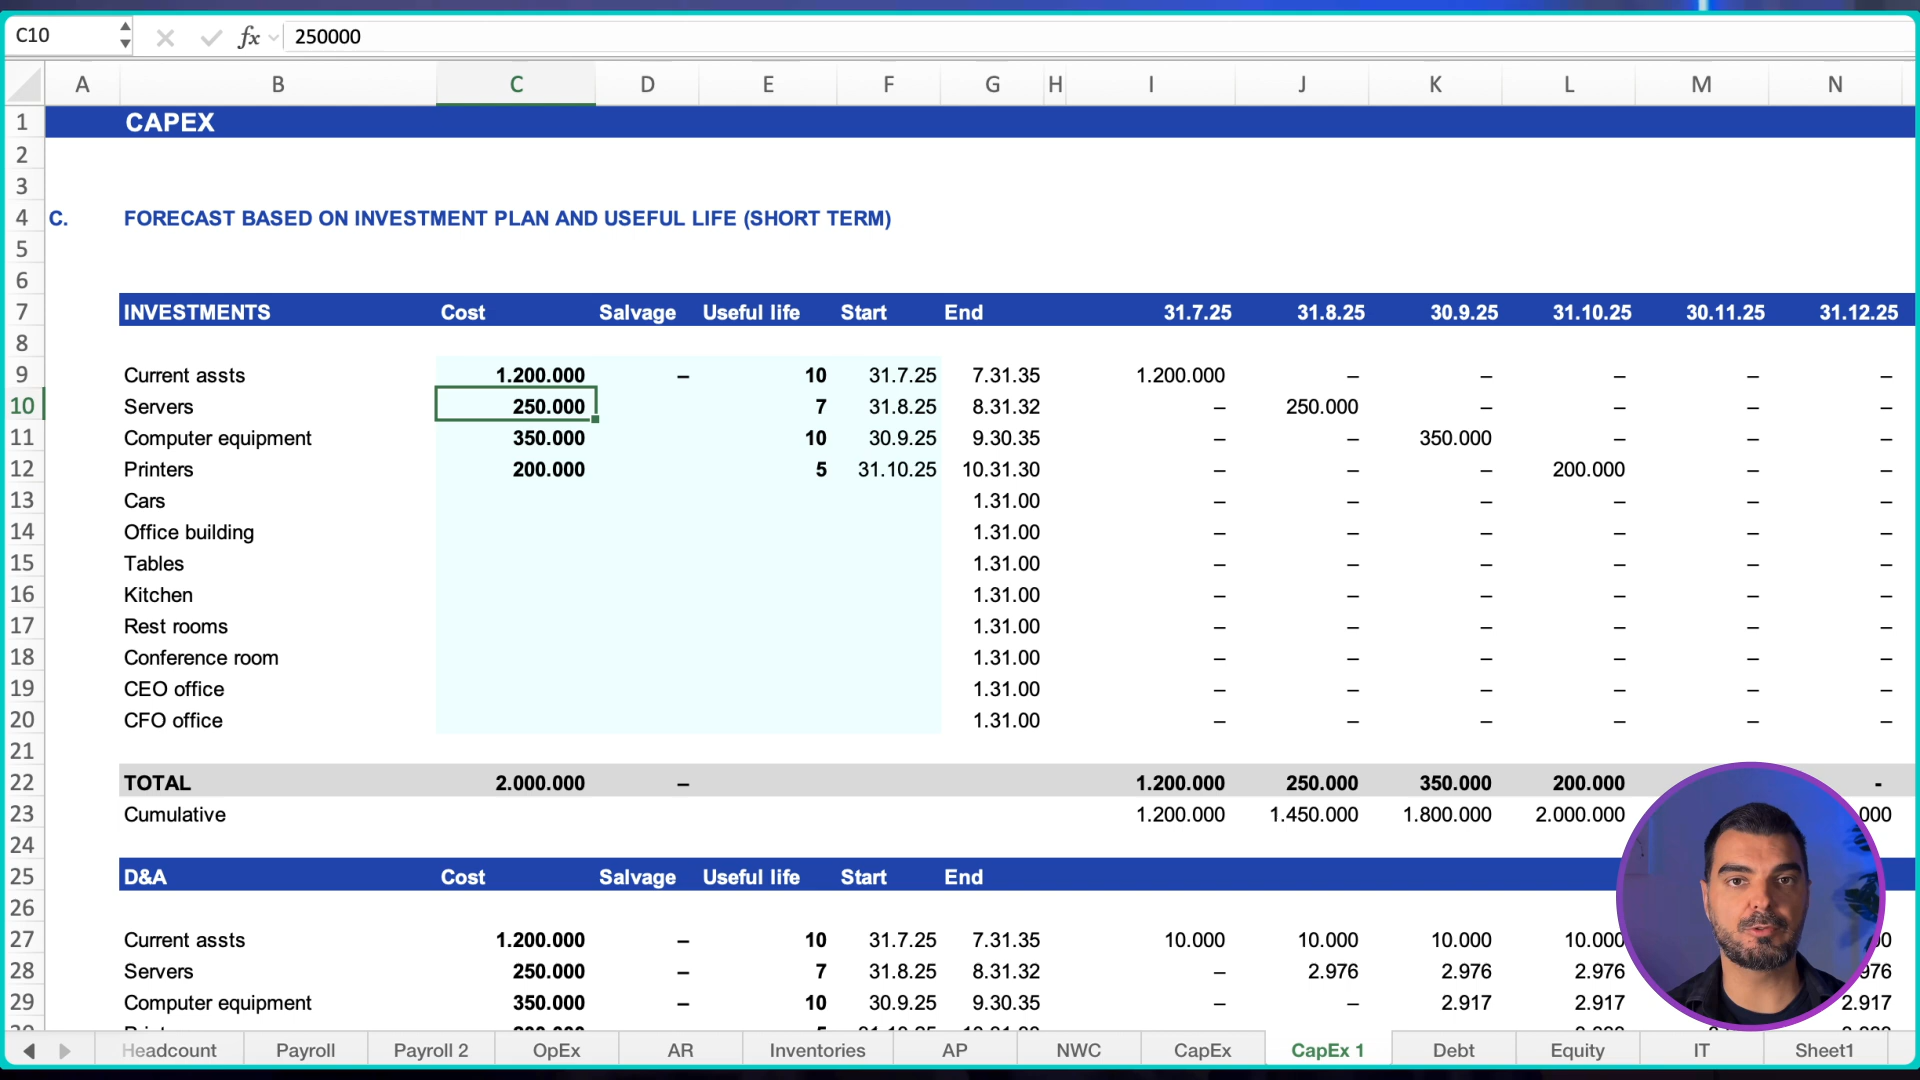 C10 fx 250000
A B C D E F G H I J K L M N
1 CAPEX
2
3
4 C. FORECAST BASED ON INVESTMENT PLAN AND USEFUL LIFE (SHORT TERM)
5
6
7 INVESTMENTS Cost Salvage Useful life Start End 31.7.25 31.8.25 30.9.25 31.10.25 30.11.25 31.12.25
8
9 Current assts 1.200.000 – 10 31.7.25 7.31.35 1.200.000 – – – – –
10 Servers 250.000 7 31.8.25 8.31.32 – 250.000 – – – –
11 Computer equipment 350.000 10 30.9.25 9.30.35 – – 350.000 – – –
12 Printers 200.000 5 31.10.25 10.31.30 – – – 200.000 – –
13 Cars 1.31.00 – – – – – –
14 Office building 1.31.00 – – – – – –
15 Tables 1.31.00 – – – – – –
16 Kitchen 1.31.00 – – – – – –
17 Rest rooms 1.31.00 – – – – – –
18 Conference room 1.31.00 – – – – – –
19 CEO office 1.31.00 – – – – – –
20 CFO office 1.31.00 – – – – – –
21
22 TOTAL 2.000.000 – 1.200.000 250.000 350.000 200.000 -
23 Cumulative 1.200.000 1.450.000 1.800.000 2.000.000 000
24
25 D&A Cost Salvage Useful life Start End
26
27 Current assts 1.200.000 – 10 31.7.25 7.31.35 10.000 10.000 10.000 10.000
28 Servers 250.000 – 7 31.8.25 8.31.32 – 2.976 2.976 2.976 976
29 Computer equipment 350.000 – 10 30.9.25 9.30.35 – – 2.917 2.917 2.917
Headcount Payroll Payroll 2 OpEx AR Inventories AP NWC CapEx CapEx 1 Debt Equity IT Sheet1